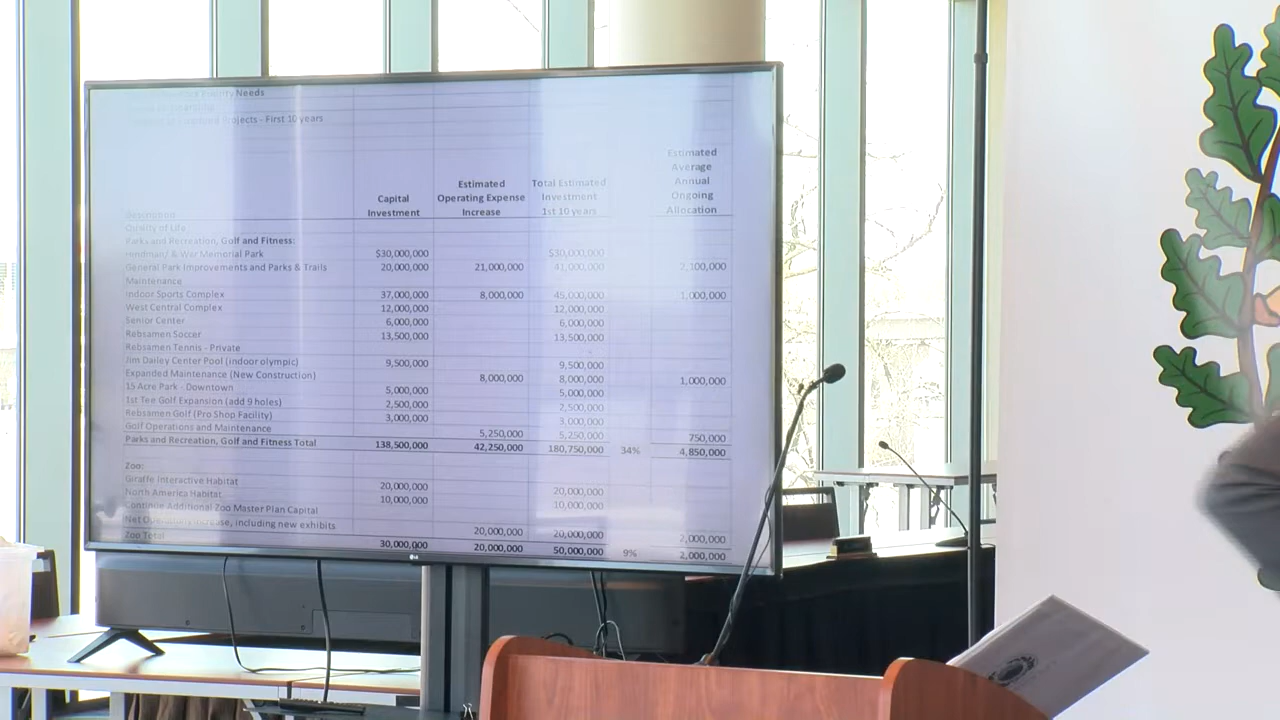 Needs
Projects - First 10 years
Estimated
Average
Annual
Ongoing
Allocation
Estimated
Operating Expense
Increase
Total Estimated
Investment
1st 10 years
Capital
Investment
Description
Quality of Life
Parks and Recreation, Golf and Fitness:
Hindman/ & War Memorial Park $30,000,000 $30,000,000
General Park Improvements and Parks & Trails 20,000,000 21,000,000 41,000,000 2,100,000
Maintenance
Indoor Sports Complex 37,000,000 8,000,000 45,000,000 1,000,000
West Central Complex 12,000,000 12,000,000
Senior Center 6,000,000 6,000,000
Rebsamen Soccer 13,500,000 13,500,000
Rebsamen Tennis - Private
Jim Dailey Center Pool (indoor olympic) 9,500,000 9,500,000
Expanded Maintenance (New Construction) 8,000,000 8,000,000 1,000,000
15 Acre Park - Downtown 5,000,000 5,000,000
1st Tee Golf Expansion (add 9 holes) 2,500,000 2,500,000
Rebsamen Golf (Pro Shop Facility) 3,000,000 3,000,000
Golf Operations and Maintenance 5,250,000 5,250,000 750,000
Parks and Recreation, Golf and Fitness Total 138,500,000 42,250,000 180,750,000 34% 4,850,000
Zoo:
Giraffe Interactive Habitat 20,000,000 20,000,000
North America Habitat 10,000,000 10,000,000
Continue Additional Zoo Master Plan Capital
Net Operating Increase, including new exhibits 20,000,000 20,000,000 2,000,000
Zoo Total 30,000,000 20,000,000 50,000,000 9% 2,000,000
LG